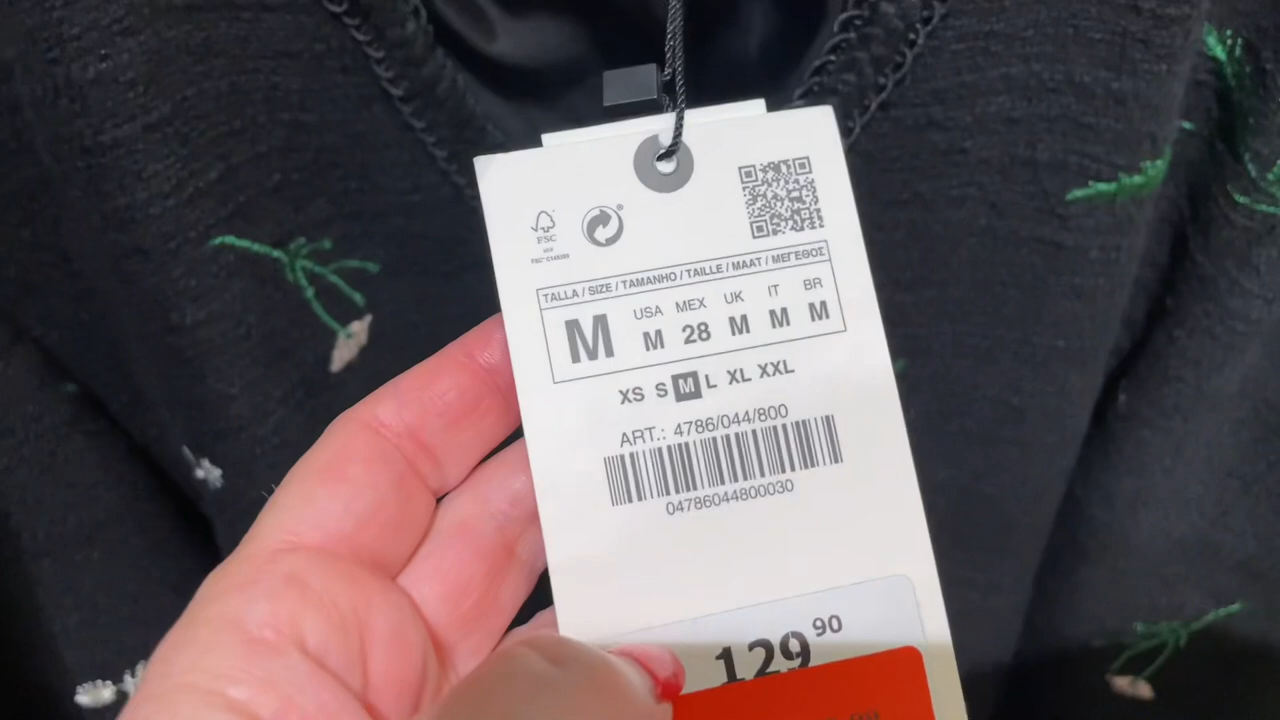 FSC
®
TALLA / SIZE / TAMANHO / TAILLE / MAAT / ΜΕΓΕΘΟΣ
M
USA MEX UK IT BR
M 28 M M M
XS S M L XL XXL
ART.: 4786/044/800
04786044800030
129 90